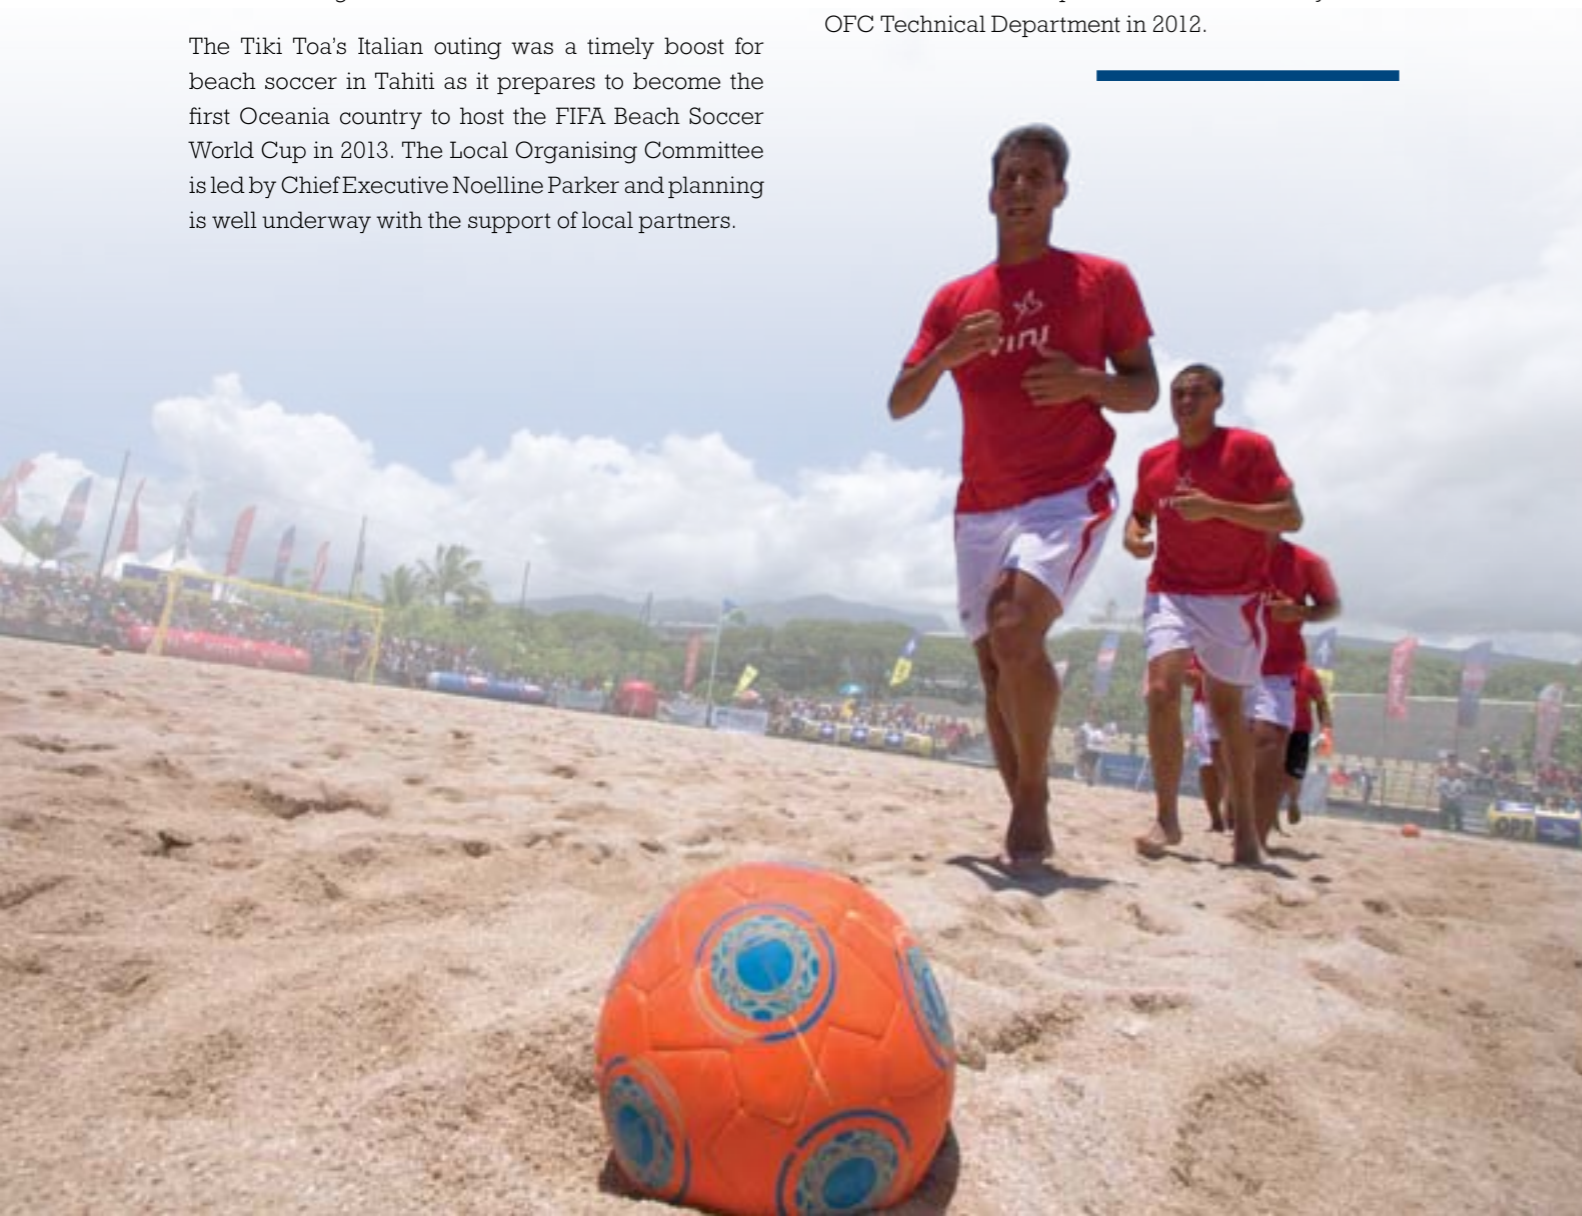 The Tiki Toa's Italian outing was a timely boost for
beach soccer in Tahiti as it prepares to become the
first Oceania country to host the FIFA Beach Soccer
World Cup in 2013. The Local Organising Committee
is led by Chief Executive Noelline Parker and planning
is well underway with the support of local partners.
OFC Technical Department in 2012.
vini
OPT